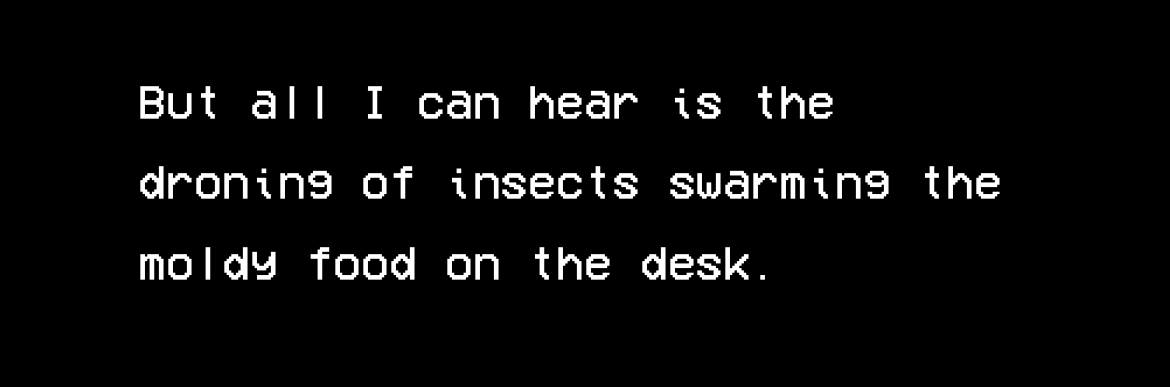 But all I can hear is the
droning of insects swarming the
moldy food on the desk.